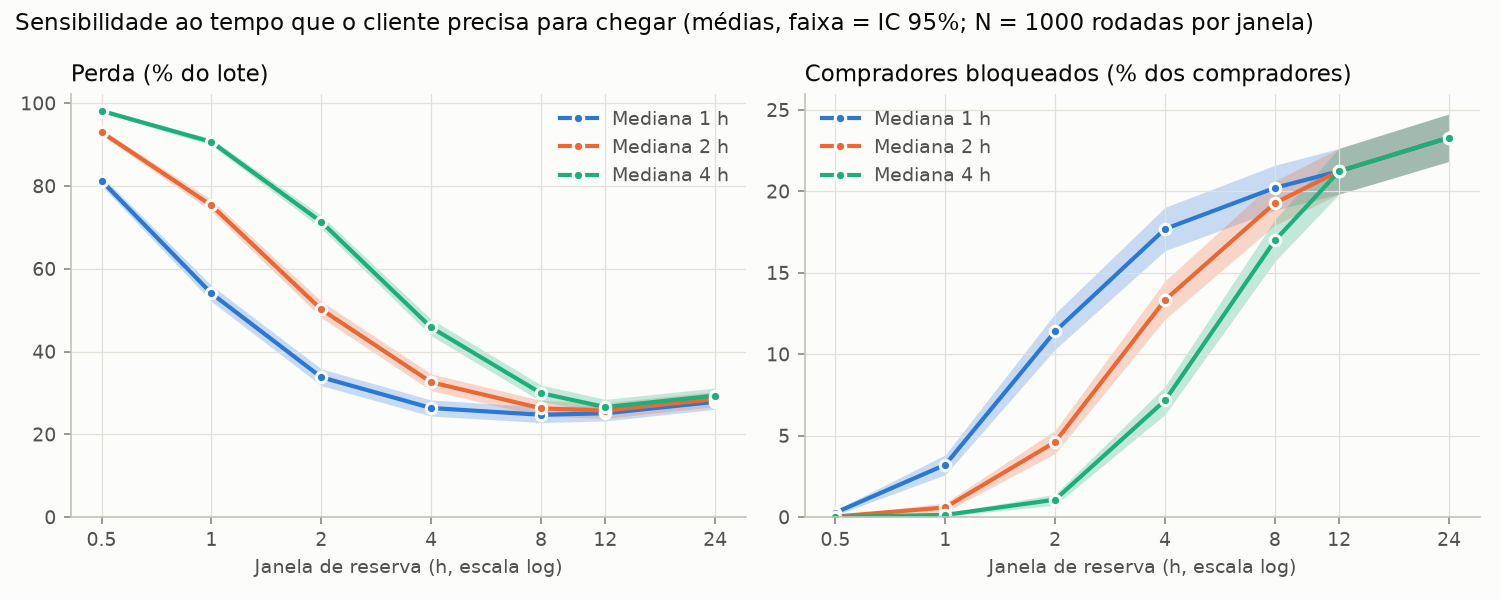 Sensibilidade ao tempo que o cliente precisa para chegar (médias, faixa = IC 95%; N = 1000 rodadas por janela)
Perda (% do lote)
100
80
60
40
20
0
Mediana 1 h
Mediana 2 h
Mediana 4 h
0.5 1 2 4 8 12 24
Janela de reserva (h, escala log)
Compradores bloqueados (% dos compradores)
25
20
15
10
5
0
Mediana 1 h
Mediana 2 h
Mediana 4 h
0.5 1 2 4 8 12 24
Janela de reserva (h, escala log)